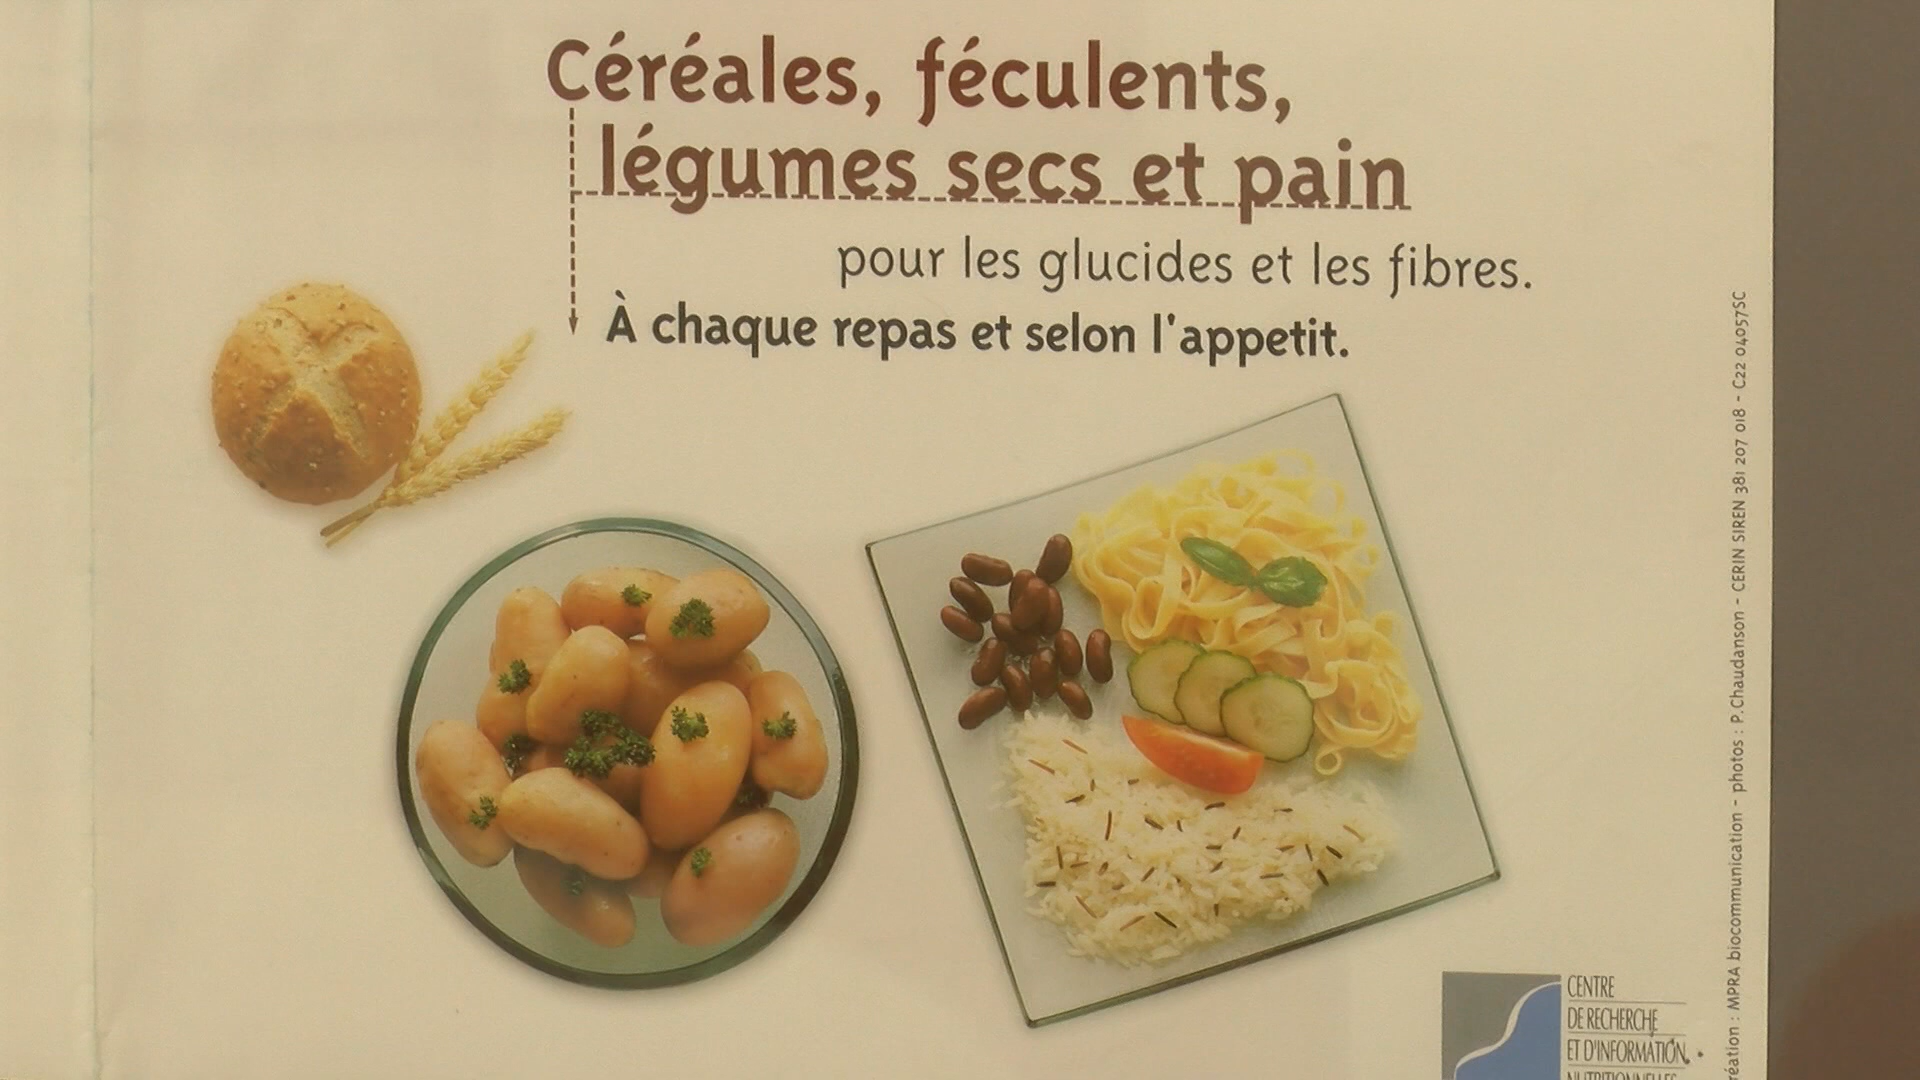 Céréales, féculents,
légumes secs et pain
pour les glucides et les fibres.
À chaque repas et selon l'appetit.
CENTRE
DE RECHERCHE
ET D'INFORMATION
NUTRITIONNELLES
réation : MPRA biocommunication - photos : P. Chaudanson - CERIN SIREN 381 207 018 - C22 04057SC